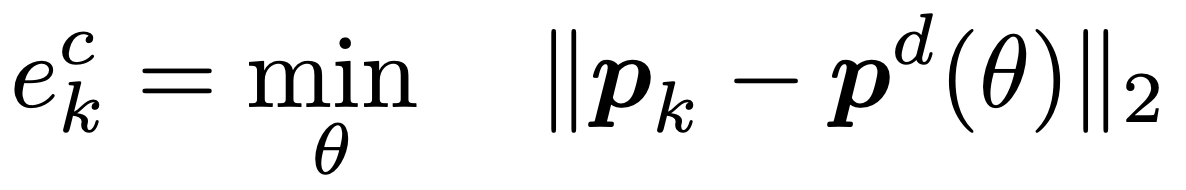 $e_k^c = \min_{\theta} \quad \| \boldsymbol{p}_k - \boldsymbol{p}^d(\theta) \|_2$